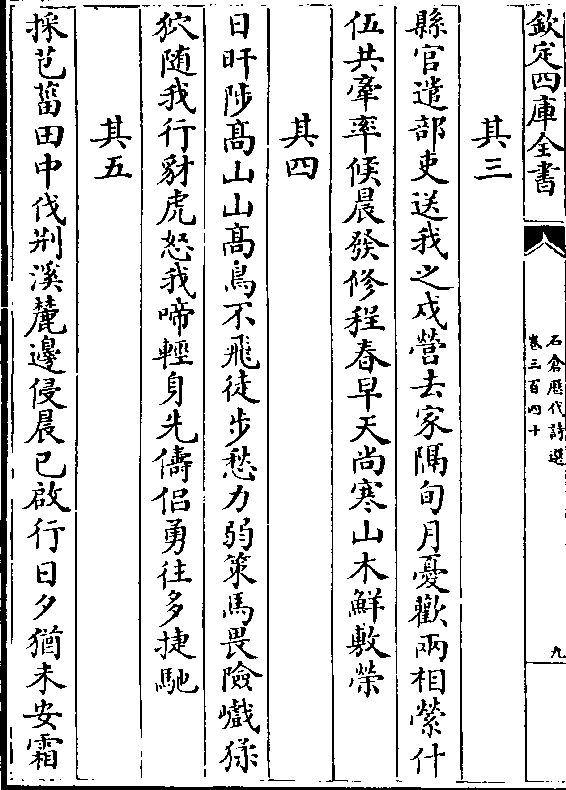 欽定四庫全書
石倉歷代詩選
卷三百四十
九
其三
縣官遣部吏送我之戍營去家隔旬月憂歡兩相縈什
伍共牽率候晨發修程春早天尚寒山木鮮敷榮
其四
日旰陟高山山高鳥不飛徒步愁力弱策馬畏險巇猱
狖随我行豺虎怒我啼輕身先儔侣勇往多捷馳
其五
採芑菑田中伐荆溪麓邊侵晨已啟行日夕猶未安霜